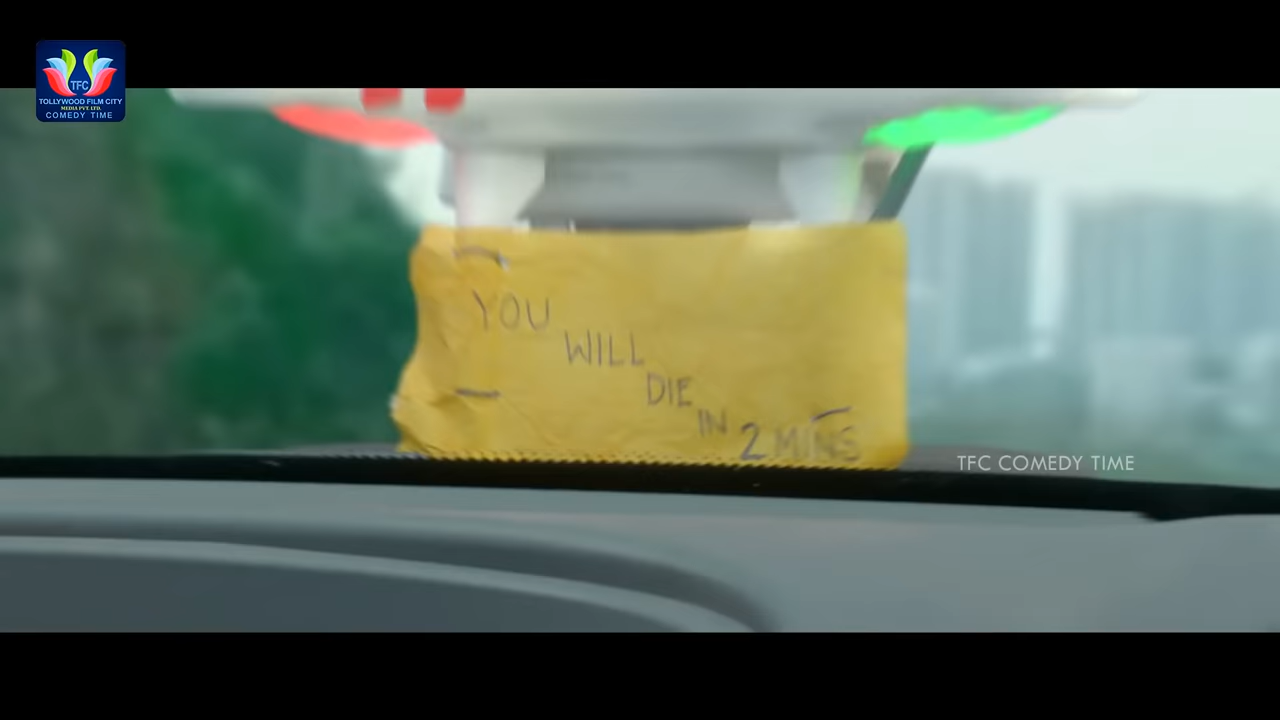 TFC
TOLLYWOOD FILM CITY
MEDIA PVT. LTD.
COMEDY TIME
YOU
WILL
DIE
IN
2 MINS
TFC COMEDY TIME